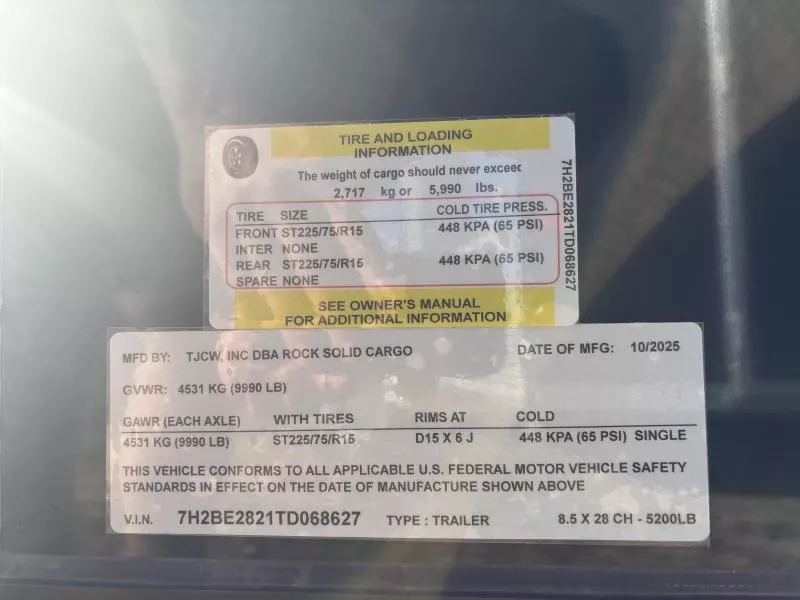 TIRE AND LOADING
INFORMATION
The weight of cargo should never exceec
2,717 kg or 5,990 lbs.
TIRE SIZE COLD TIRE PRESS.
FRONT ST225/75/R15 448 KPA (65 PSI)
INTER NONE
REAR ST225/75/R15 448 KPA (65 PSI)
SPARE NONE
SEE OWNER'S MANUAL
FOR ADDITIONAL INFORMATION
7H2BE2821TD068627
MFD BY: TJCW, INC DBA ROCK SOLID CARGO DATE OF MFG: 10/2025
GVWR: 4531 KG (9990 LB)
GAWR (EACH AXLE) WITH TIRES RIMS AT COLD
4531 KG (9990 LB) ST225/75/R15 D15 X 6 J 448 KPA (65 PSI) SINGLE
THIS VEHICLE CONFORMS TO ALL APPLICABLE U.S. FEDERAL MOTOR VEHICLE SAFETY
STANDARDS IN EFFECT ON THE DATE OF MANUFACTURE SHOWN ABOVE
V.I.N. 7H2BE2821TD068627 TYPE : TRAILER 8.5 X 28 CH - 5200LB